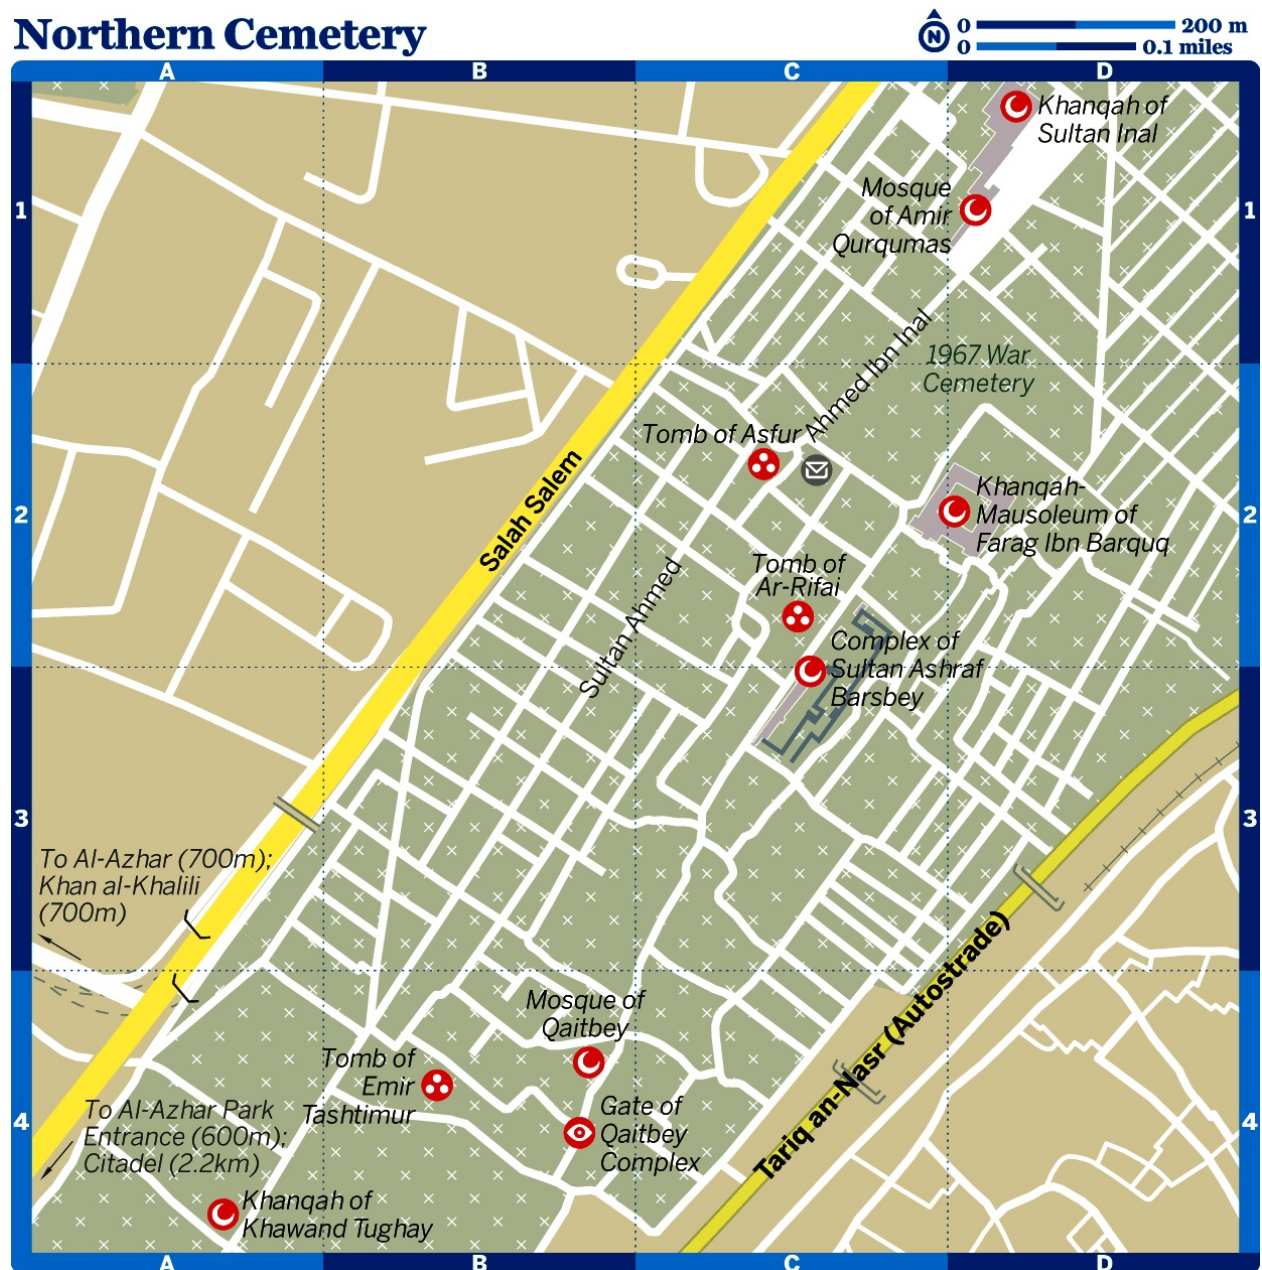 Northern Cemetery
N
0 200 m
0 0.1 miles
A B C D
Khanqah of
Sultan Inal
1 1
Mosque
of Amir
Qurqumas
Ahmed Ibn Inal
1967 War
Cemetery
Tomb of Asfur
Salah Salem
2 2
Khanqah-
Mausoleum of
Farag Ibn Barquq
Tomb of
Ar-Rifai
Sultan Ahmed
Complex of
Sultan Ashraf
Barsbey
3 3
To Al-Azhar (700m);
Khan al-Khalili
(700m)
Tariq an-Nasr (Autostrade)
Mosque of
Qaitbey
Tomb of
Emir
Tashtimur
To Al-Azhar Park
Entrance (600m);
Citadel (2.2km)
Gate of
Qaitbey
Complex
4 4
Khanqah of
Khawand Tughay
A B C D